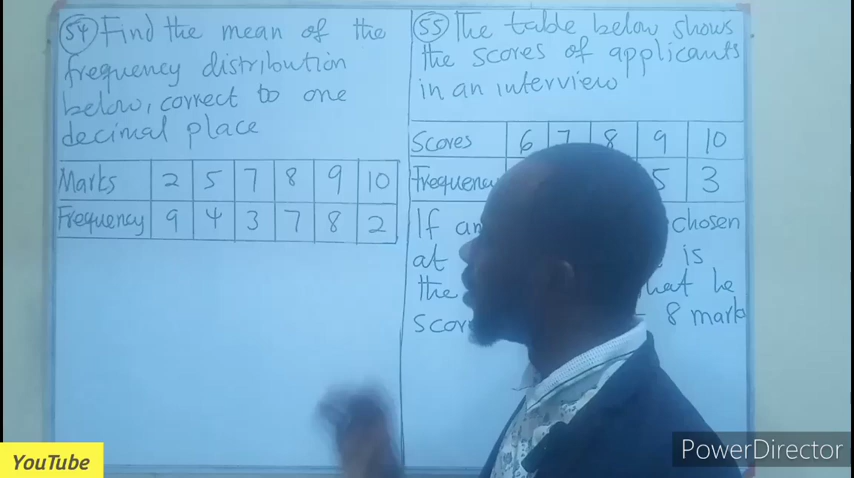 54 Find the mean of the
frequency distribution
below, correct to one
decimal place
Marks 2 5 7 8 9 10
Frequency 9 4 3 7 8 2
55 The table below shows
the scores of applicants
in an interview
Scores 6 7 8 9 10
Frequency 5 3
If chosen
at is
the he
8 mark
YouTube
PowerDirector